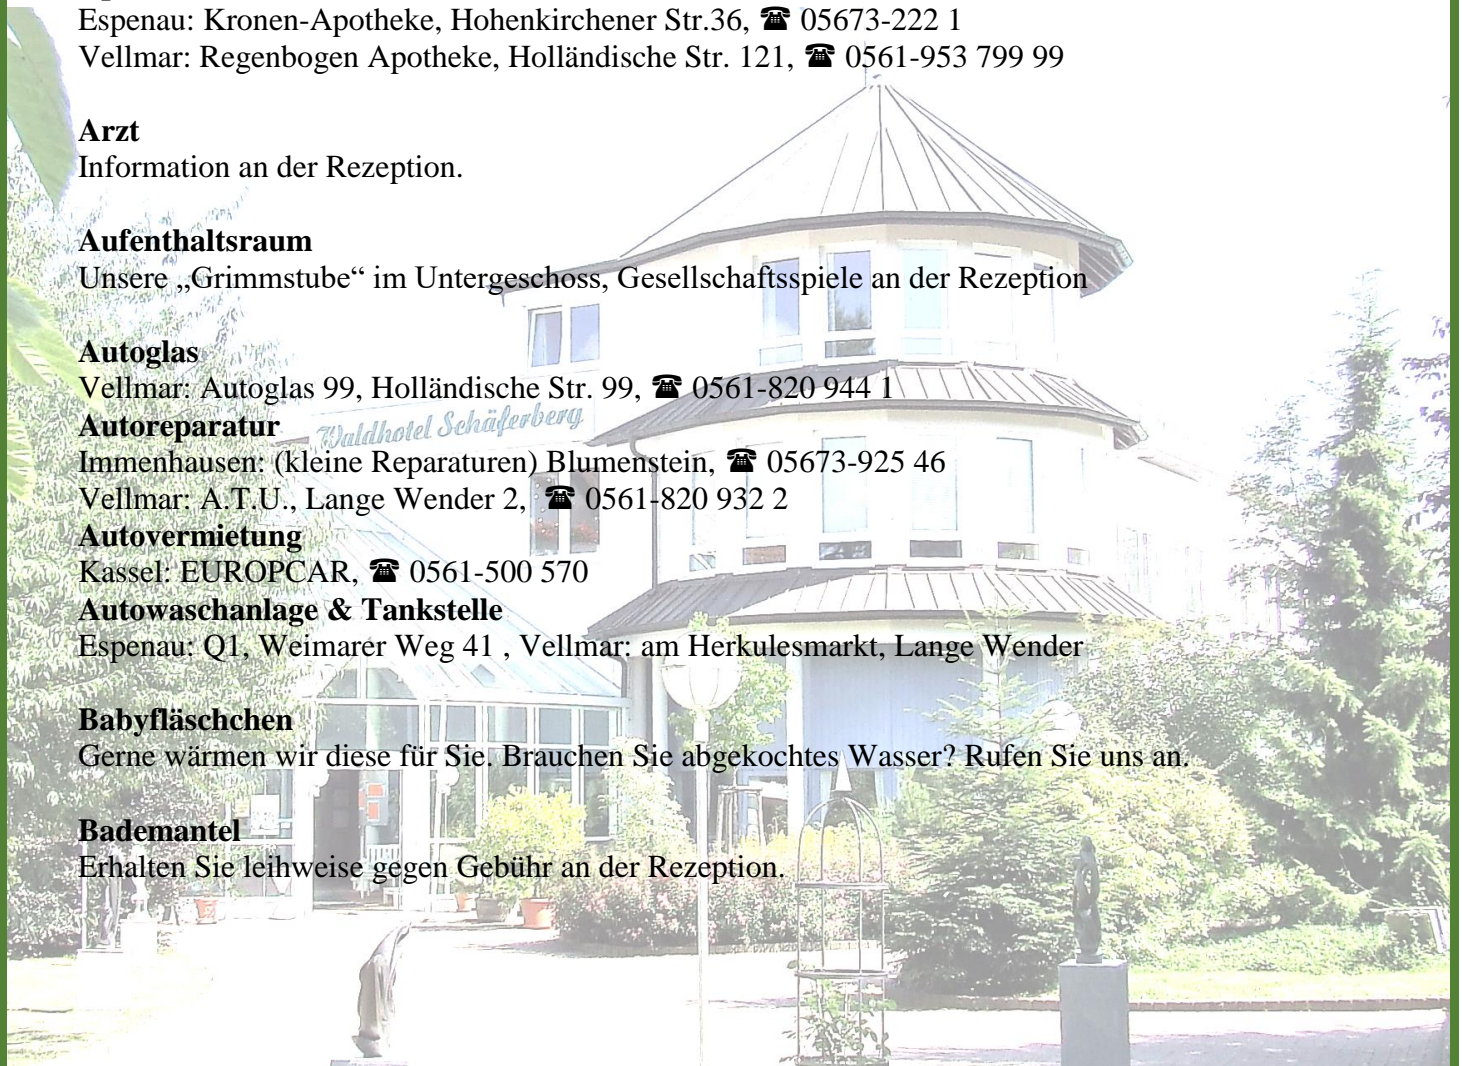 Espenau: Kronen-Apotheke, Hohenkirchener Str.36, ☎ 05673-222 1
Vellmar: Regenbogen Apotheke, Holländische Str. 121, ☎ 0561-953 799 99
Arzt
Information an der Rezeption.
Aufenthaltsraum
Unsere „Grimmstube“ im Untergeschoss, Gesellschaftsspiele an der Rezeption
Autoglas
Vellmar: Autoglas 99, Holländische Str. 99, ☎ 0561-820 944 1
Waldhotel Schäferberg
Autoreparatur
Immenhausen: (kleine Reparaturen) Blumenstein, ☎ 05673-925 46
Vellmar: A.T.U., Lange Wender 2, ☎ 0561-820 932 2
Autovermietung
Kassel: EUROPCAR, ☎ 0561-500 570
Autowaschanlage & Tankstelle
Espenau: Q1, Weimarer Weg 41 , Vellmar: am Herkulesmarkt, Lange Wender
Babyfläschchen
Gerne wärmen wir diese für Sie. Brauchen Sie abgekochtes Wasser? Rufen Sie uns an.
Bademantel
Erhalten Sie leihweise gegen Gebühr an der Rezeption.